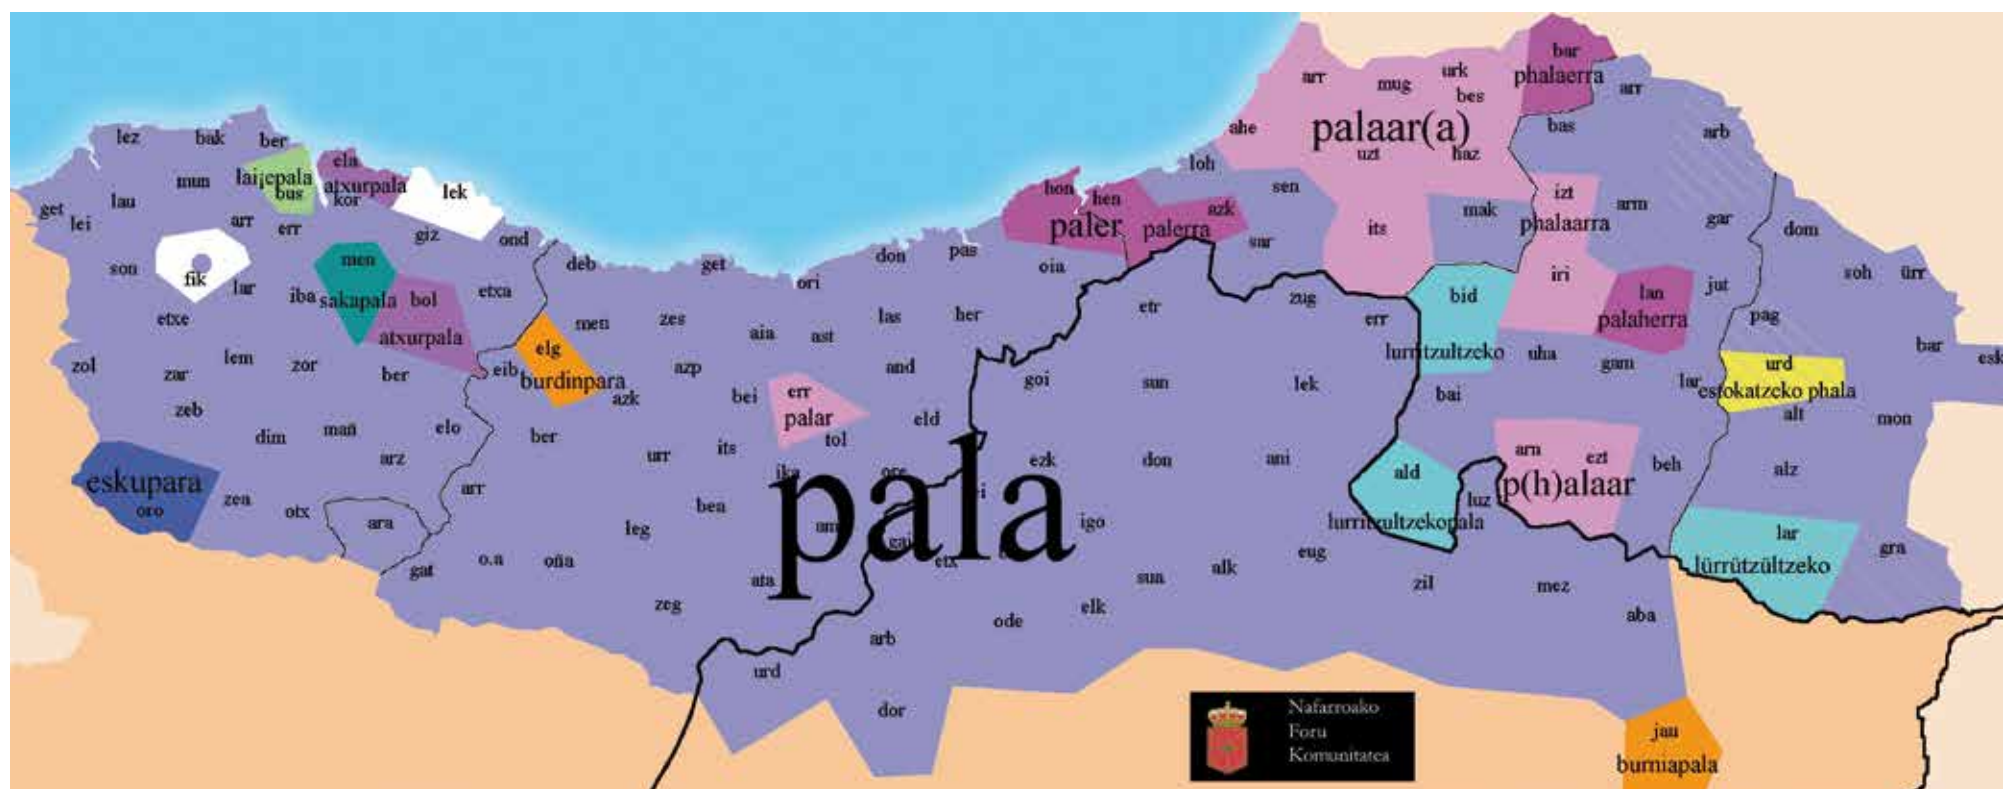 bar
phalaerra
arr
mug
urk
bes
arr
palaar(a)
ahe
uzt
haz
bas
arb
lez
bak
ber
ela
loh
mun
laiijepala
bus
atxurpala
kor
lek
hon
hen
azk
sen
izt
phalaarra
arm
gar
dom
get
lei
lau
arr
err
giz
ond
paler
palerra
sar
its
mak
son
fik
lar
men
iba
sakapala
bol
atxurpala
etxa
deb
get
ori
don
pas
oia
etr
zug
err
bid
iri
lan
palaherra
jut
soh
ürr
etxe
men
zes
aia
ast
las
her
pag
zol
zar
lem
zor
ber
eib
elg
burdinpara
azk
azp
bei
err
palar
tol
and
goi
sun
lek
lurritzultzeko
uha
gam
lar
urd
estokatzeko phala
alt
bar
esk
zeb
dim
mañ
elo
arz
ber
urr
its
ika
eld
ore
ezk
don
ani
bai
mon
eskupara
oro
zea
otx
ara
arr
leg
bea
am
pala
igo
ald
lurritzultzekopala
luz
arn
ezt
p(h)alaar
beh
alz
gat
o.a
oña
ata
gai
etx
sua
alk
eug
zil
mez
lar
lürrützültzeko
gra
zeg
arb
ode
elk
aba
urd
dor
jau
burniapala
Nafarroako
Foru
Komunitatea